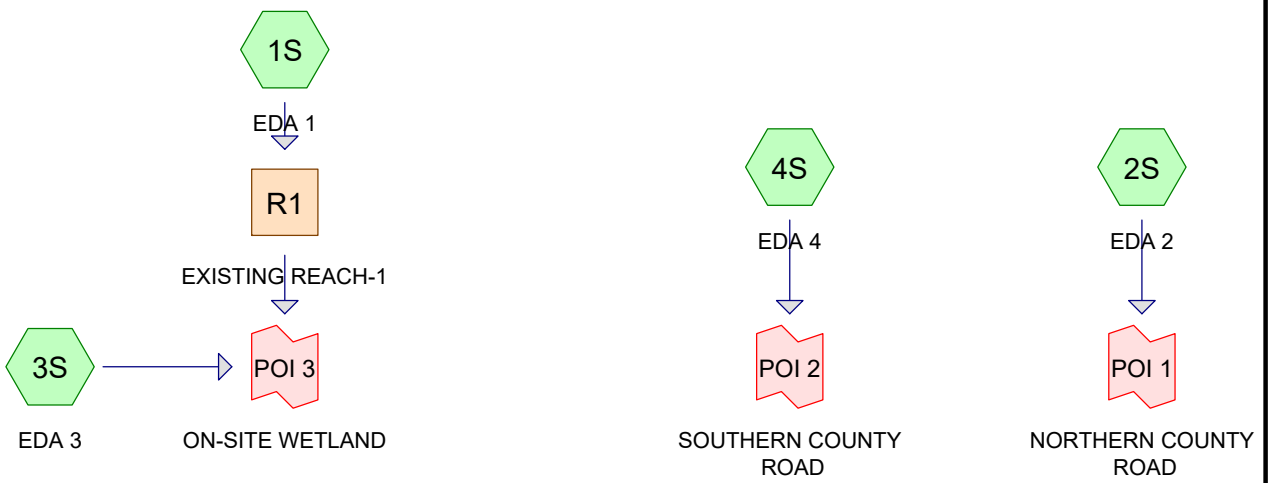 1S
EDA 1
R1
EXISTING REACH-1
3S
EDA 3
POI 3
ON-SITE WETLAND
4S
EDA 4
POI 2
SOUTHERN COUNTY
ROAD
2S
EDA 2
POI 1
NORTHERN COUNTY
ROAD